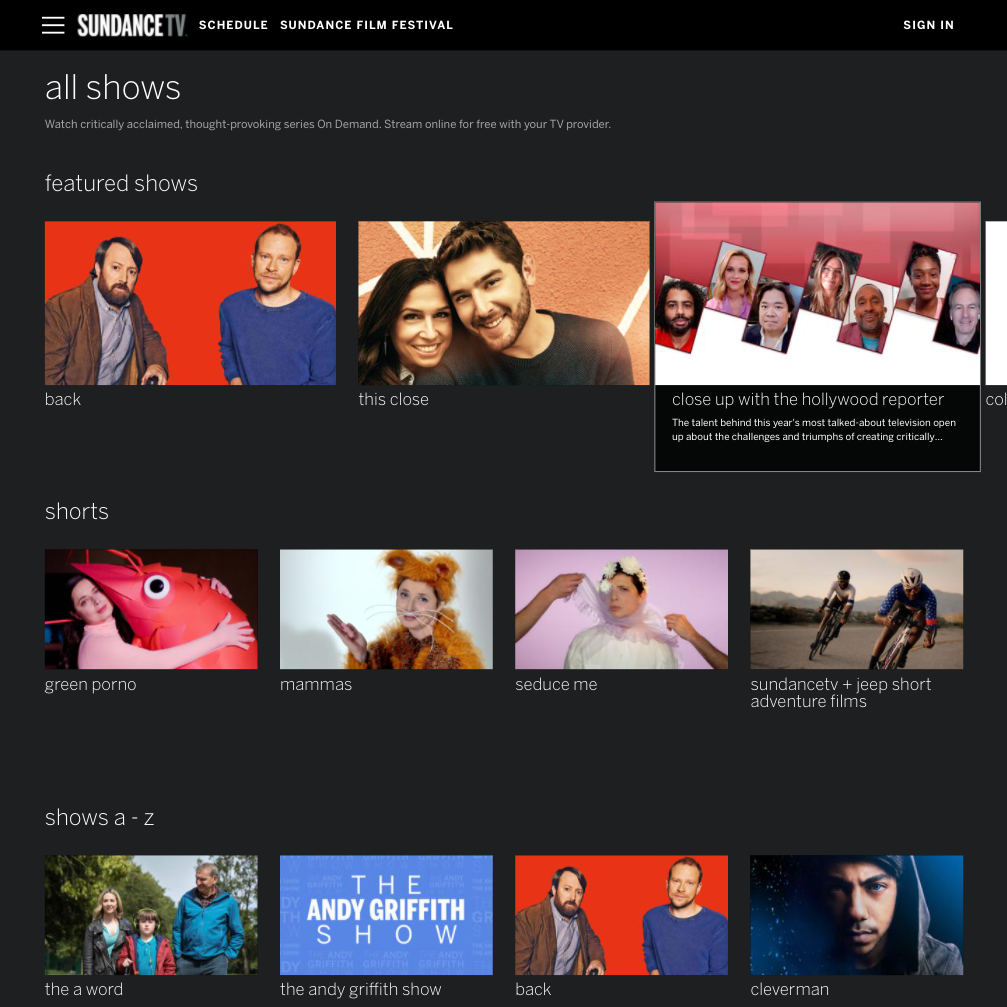 SUNDANCETV SCHEDULE SUNDANCE FILM FESTIVAL SIGN IN
all shows
Watch critically acclaimed, thought-provoking series On Demand. Stream online for free with your TV provider.
featured shows
back
this close
close up with the hollywood reporter
The talent behind this year's most talked-about television open
up about the challenges and triumphs of creating critically...
col
shorts
green porno
mammas
seduce me
sundancetv + jeep short
adventure films
shows a - z
THE
ANDY GRIFFITH
SHOW
the a word
the andy griffith show
back
cleverman